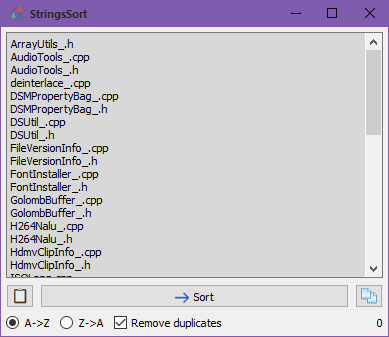 StringsSort
ArrayUtils_.h
AudioTools_.cpp
AudioTools_.h
deinterlace_.cpp
DSMPropertyBag_.cpp
DSMPropertyBag_.h
DSUtil_.cpp
DSUtil_.h
FileVersionInfo_.cpp
FileVersionInfo_.h
FontInstaller_.cpp
FontInstaller_.h
GolombBuffer_.cpp
GolombBuffer_.h
H264Nalu_.cpp
H264Nalu_.h
HdmvClipInfo_.cpp
HdmvClipInfo_.h
Sort
A->Z Z->A Remove duplicates 0